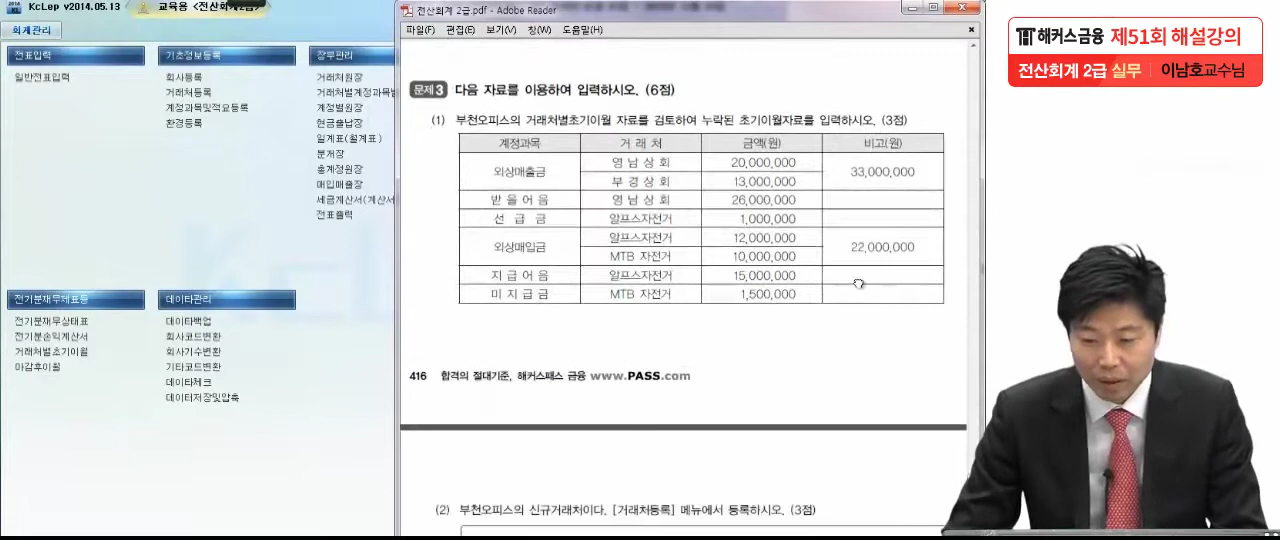 KcLep v2014.05.13
교육용 <전산회계2급>
회계관리
전표입력
일반전표입력
기초정보등록
회사등록
거래처등록
계정과목및적요등록
환경등록
장부관리
거래처원장
거래처별계정과목별
계정별원장
현금출납장
일계표(월계표)
분개장
총계정원장
매입매출장
세금계산서(계산서
전표출력
전기분재무제표등
전기분재무상태표
전기분손익계산서
거래처별초기이월
마감후이월
데이타관리
데이타백업
회사코드변환
회사기수변환
기타코드변환
데이타체크
데이터저장및압축
전산회계 2급.pdf - Adobe Reader
파일(F) 편집(E) 보기(V) 창(W) 도움말(H)
문제3 다음 자료를 이용하여 입력하시오. (6점)
(1) 부천오피스의 거래처별초기이월 자료를 검토하여 누락된 초기이월자료를 입력하시오. (3점)
계정과목 거 래 처 금액(원) 비고(원)
외상매출금 영 남 상 회 20,000,000 33,000,000
부 경 상 회 13,000,000
받 을 어 음 영 남 상 회 26,000,000
선 급 금 알프스자전거 1,000,000
외상매입금 알프스자전거 12,000,000 22,000,000
MTB 자전거 10,000,000
지 급 어 음 알프스자전거 15,000,000
미 지 급 금 MTB 자전거 1,500,000
416 합격의 절대기준, 해커스패스 금융 www.PASS.com
(2) 부천오피스의 신규거래처이다. [거래처등록] 메뉴에서 등록하시오. (3점)
해커스금융 제51회 해설강의
전산회계 2급 실무 | 이남호교수님